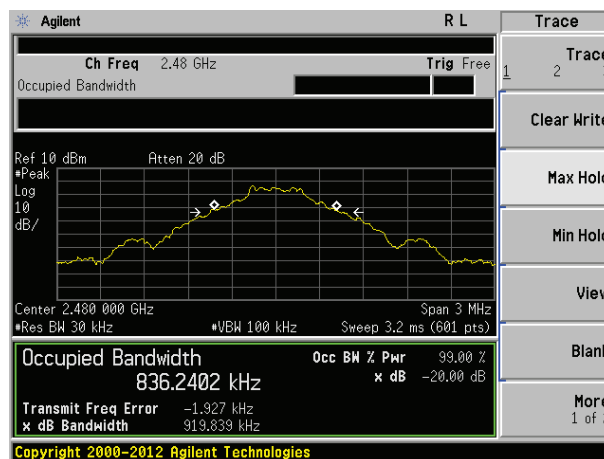 Agilent R L Trace
Ch Freq 2.48 GHz Trig Free
Occupied Bandwidth
Trace
1 2
Clear Write
Max Hold
Min Hold
View
Blank
More
1 of
Ref 10 dBm Atten 20 dB
#Peak
Log
10
dB/
Center 2.480 000 GHz Span 3 MHz
#Res BW 30 kHz #VBW 100 kHz Sweep 3.2 ms (601 pts)
Occupied Bandwidth Occ BW % Pwr 99.00 %
836.2402 kHz x dB -20.00 dB
Transmit Freq Error -1.927 kHz
x dB Bandwidth 919.839 kHz
Copyright 2000-2012 Agilent Technologies